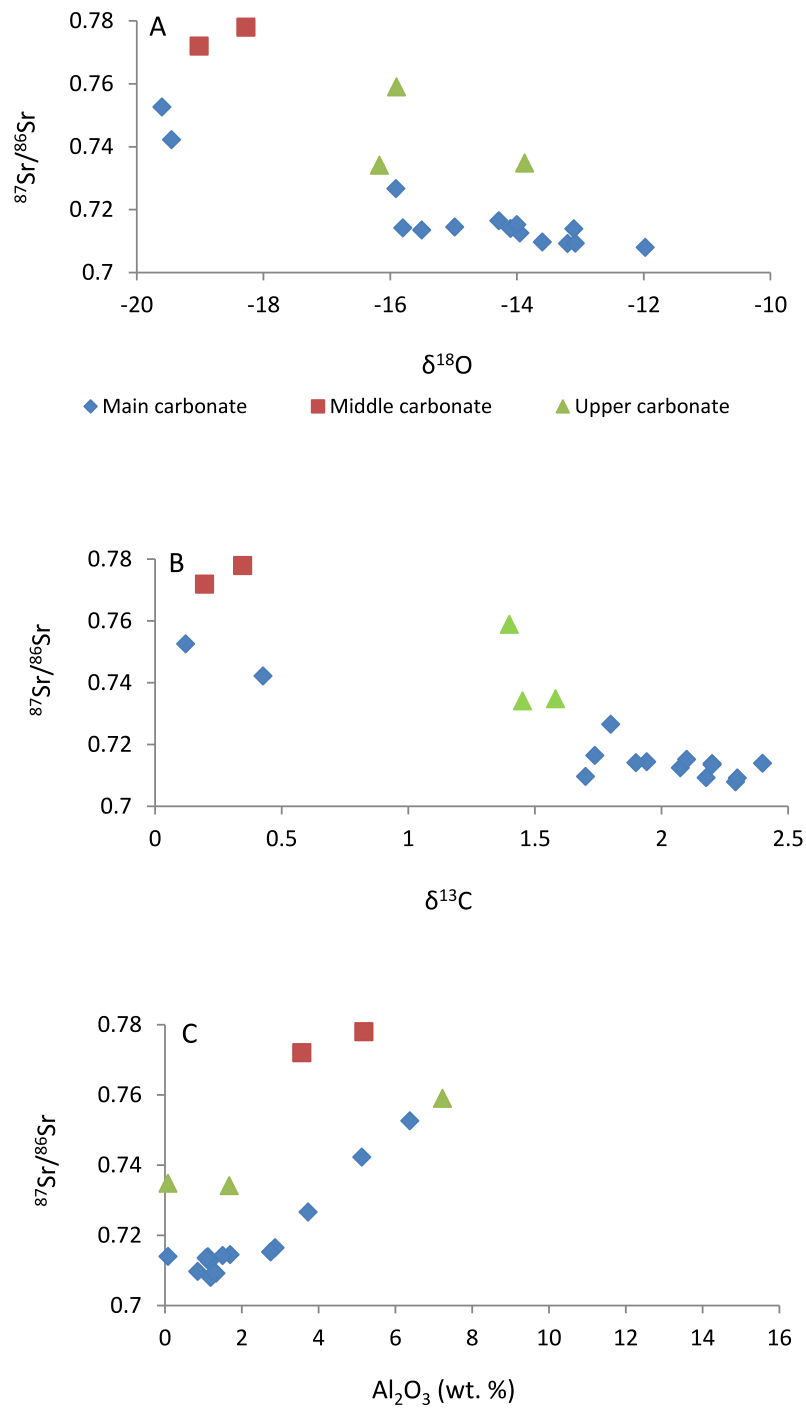 A
0.78
0.76
0.74
0.72
0.7
⁸⁷Sr/⁸⁶Sr
-20 -18 -16 -14 -12 -10
δ¹⁸O
Main carbonate Middle carbonate Upper carbonate
B
0.78
0.76
0.74
0.72
0.7
⁸⁷Sr/⁸⁶Sr
0 0.5 1 1.5 2 2.5
δ¹³C
C
0.78
0.76
0.74
0.72
0.7
⁸⁷Sr/⁸⁶Sr
0 2 4 6 8 10 12 14 16
Al₂O₃ (wt. %)